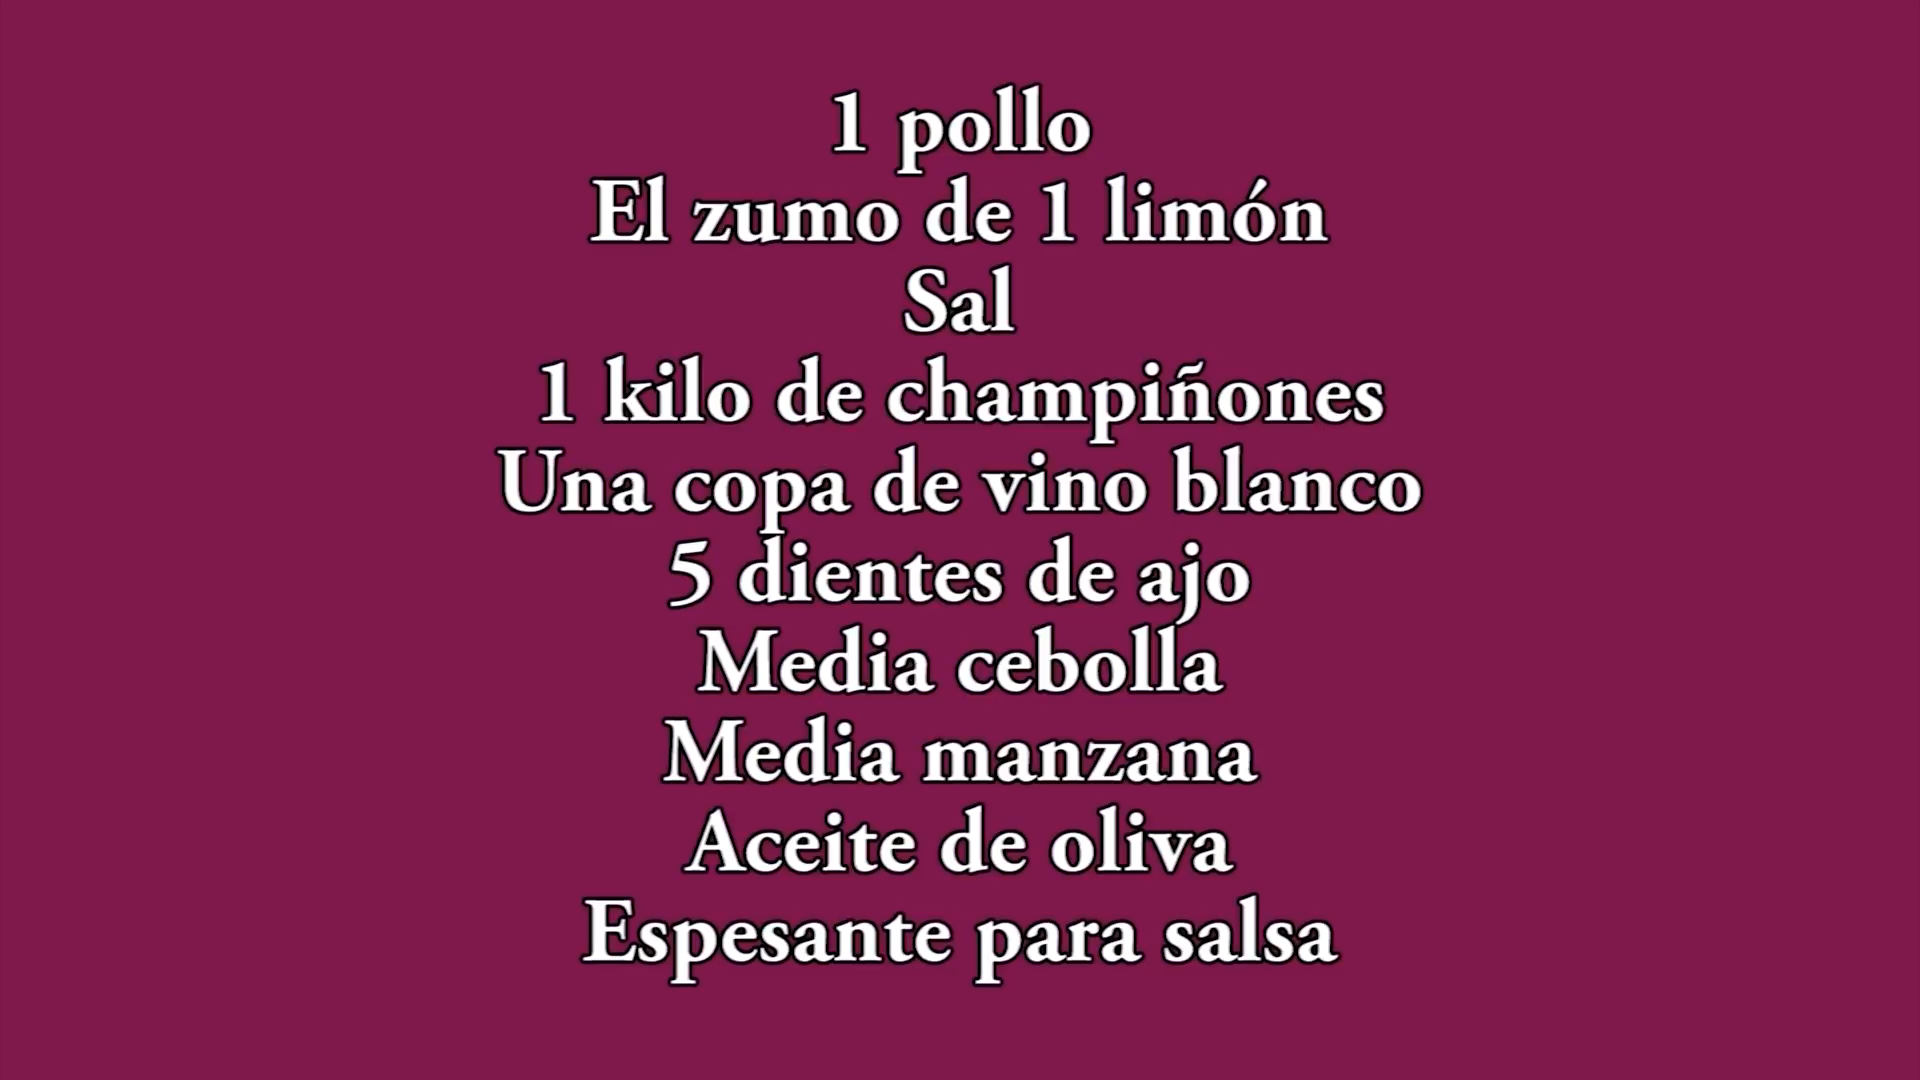 1 pollo
El zumo de 1 limón
Sal
1 kilo de champiñones
Una copa de vino blanco
5 dientes de ajo
Media cebolla
Media manzana
Aceite de oliva
Espesante para salsa